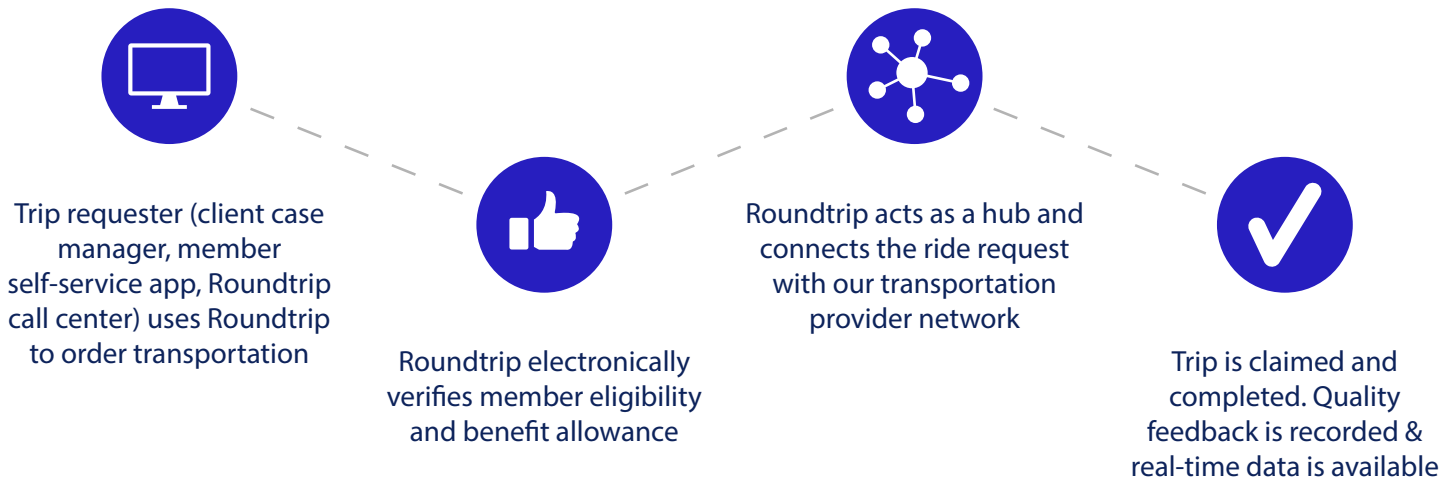 Trip requester (client case
manager, member
self-service app, Roundtrip
call center) uses Roundtrip
to order transportation
Roundtrip electronically
verifies member eligibility
and benefit allowance
Roundtrip acts as a hub and
connects the ride request
with our transportation
provider network
Trip is claimed and
completed. Quality
feedback is recorded &
real-time data is available